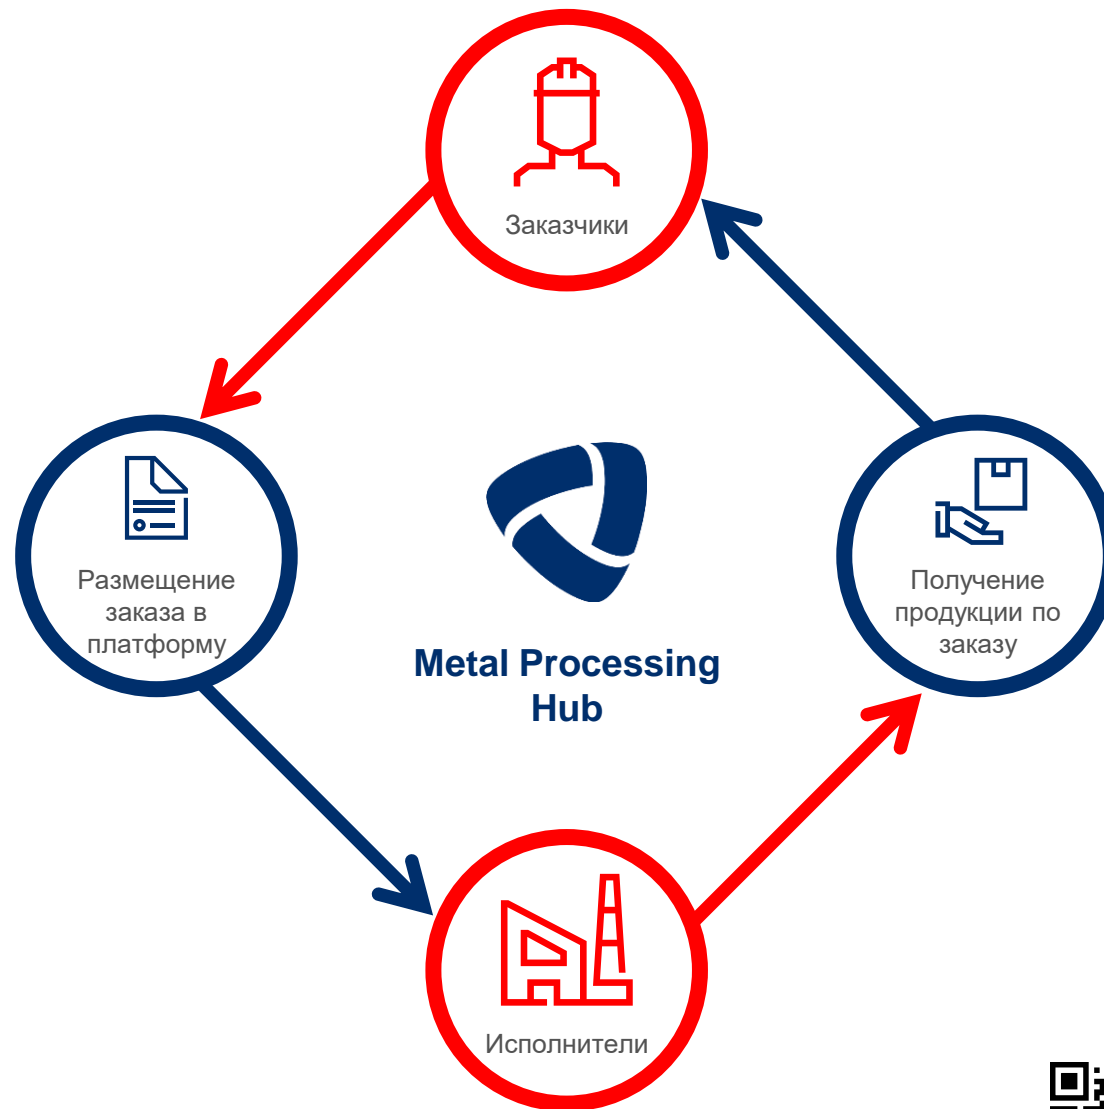 Заказчики
Размещение
заказа в
платформу
Metal Processing
Hub
Получение
продукции по
заказу
Исполнители